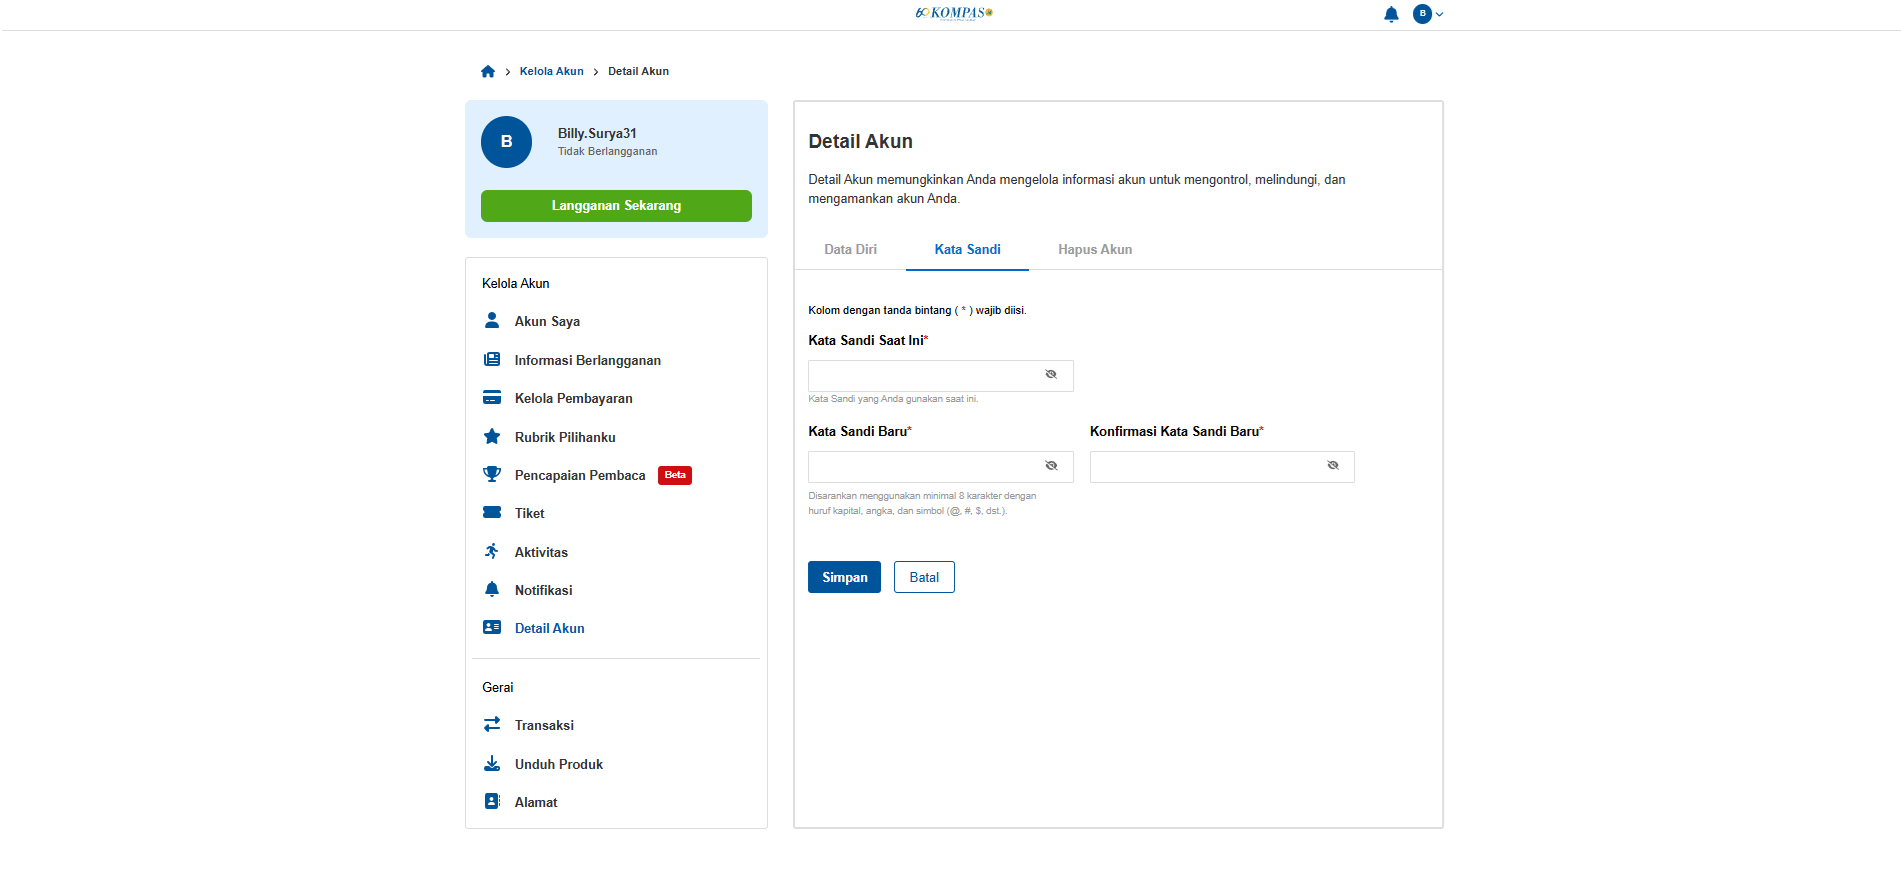 60 KOMPAS
B
Kelola Akun
Detail Akun
B
Billy.Surya31
Tidak Berlangganan
Langganan Sekarang
Kelola Akun
Akun Saya
Informasi Berlangganan
Kelola Pembayaran
Rubrik Pilihanku
Pencapaian Pembaca Beta
Tiket
Aktivitas
Notifikasi
Detail Akun
Gerai
Transaksi
Unduh Produk
Alamat
Detail Akun
Detail Akun memungkinkan Anda mengelola informasi akun untuk mengontrol, melindungi, dan
mengamankan akun Anda.
Data Diri Kata Sandi Hapus Akun
Kolom dengan tanda bintang ( * ) wajib diisi.
Kata Sandi Saat Ini*
Kata Sandi yang Anda gunakan saat ini.
Kata Sandi Baru*
Konfirmasi Kata Sandi Baru*
Disarankan menggunakan minimal 8 karakter dengan
huruf kapital, angka, dan simbol (@, #, $, dst.).
Simpan Batal